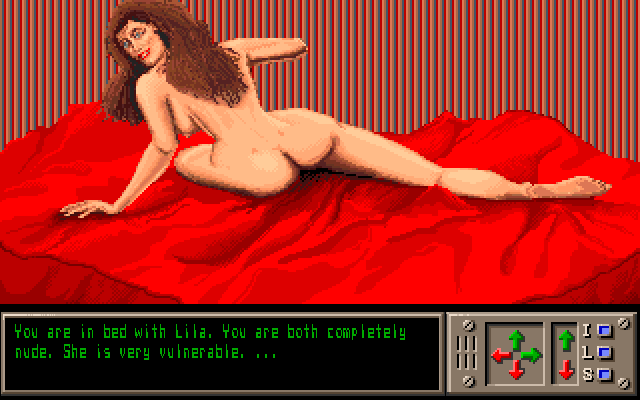 You are in bed with Lila. You are both completely
nude. She is very vulnerable. ...
I
L
S